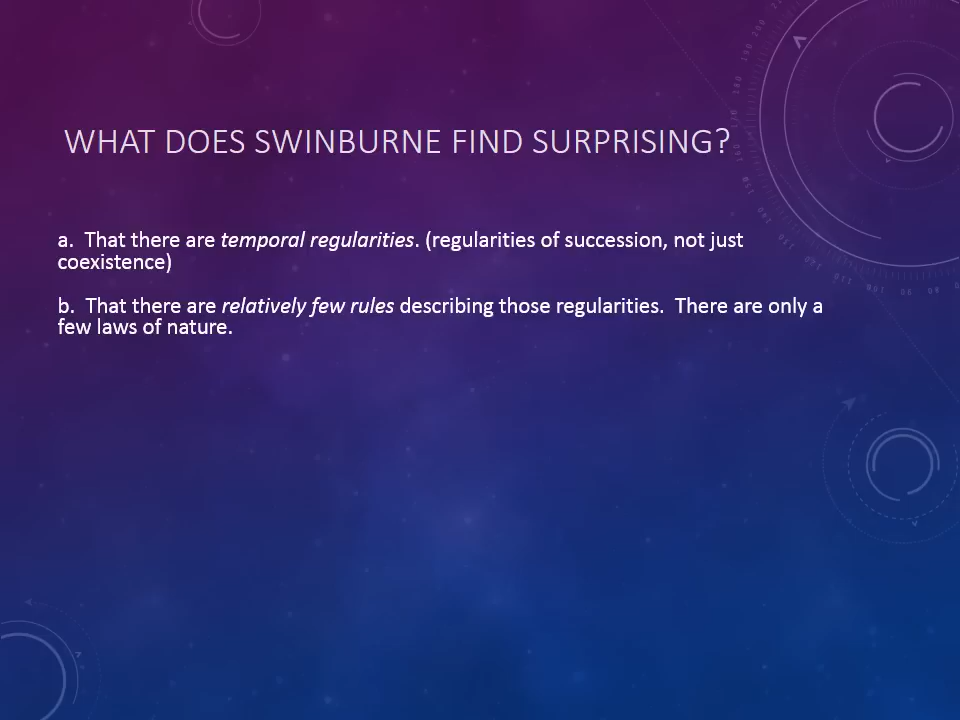 WHAT DOES SWINBURNE FIND SURPRISING?
a.  That there are temporal regularities. (regularities of succession, not just
coexistence)
b.  That there are relatively few rules describing those regularities.  There are only a
few laws of nature.